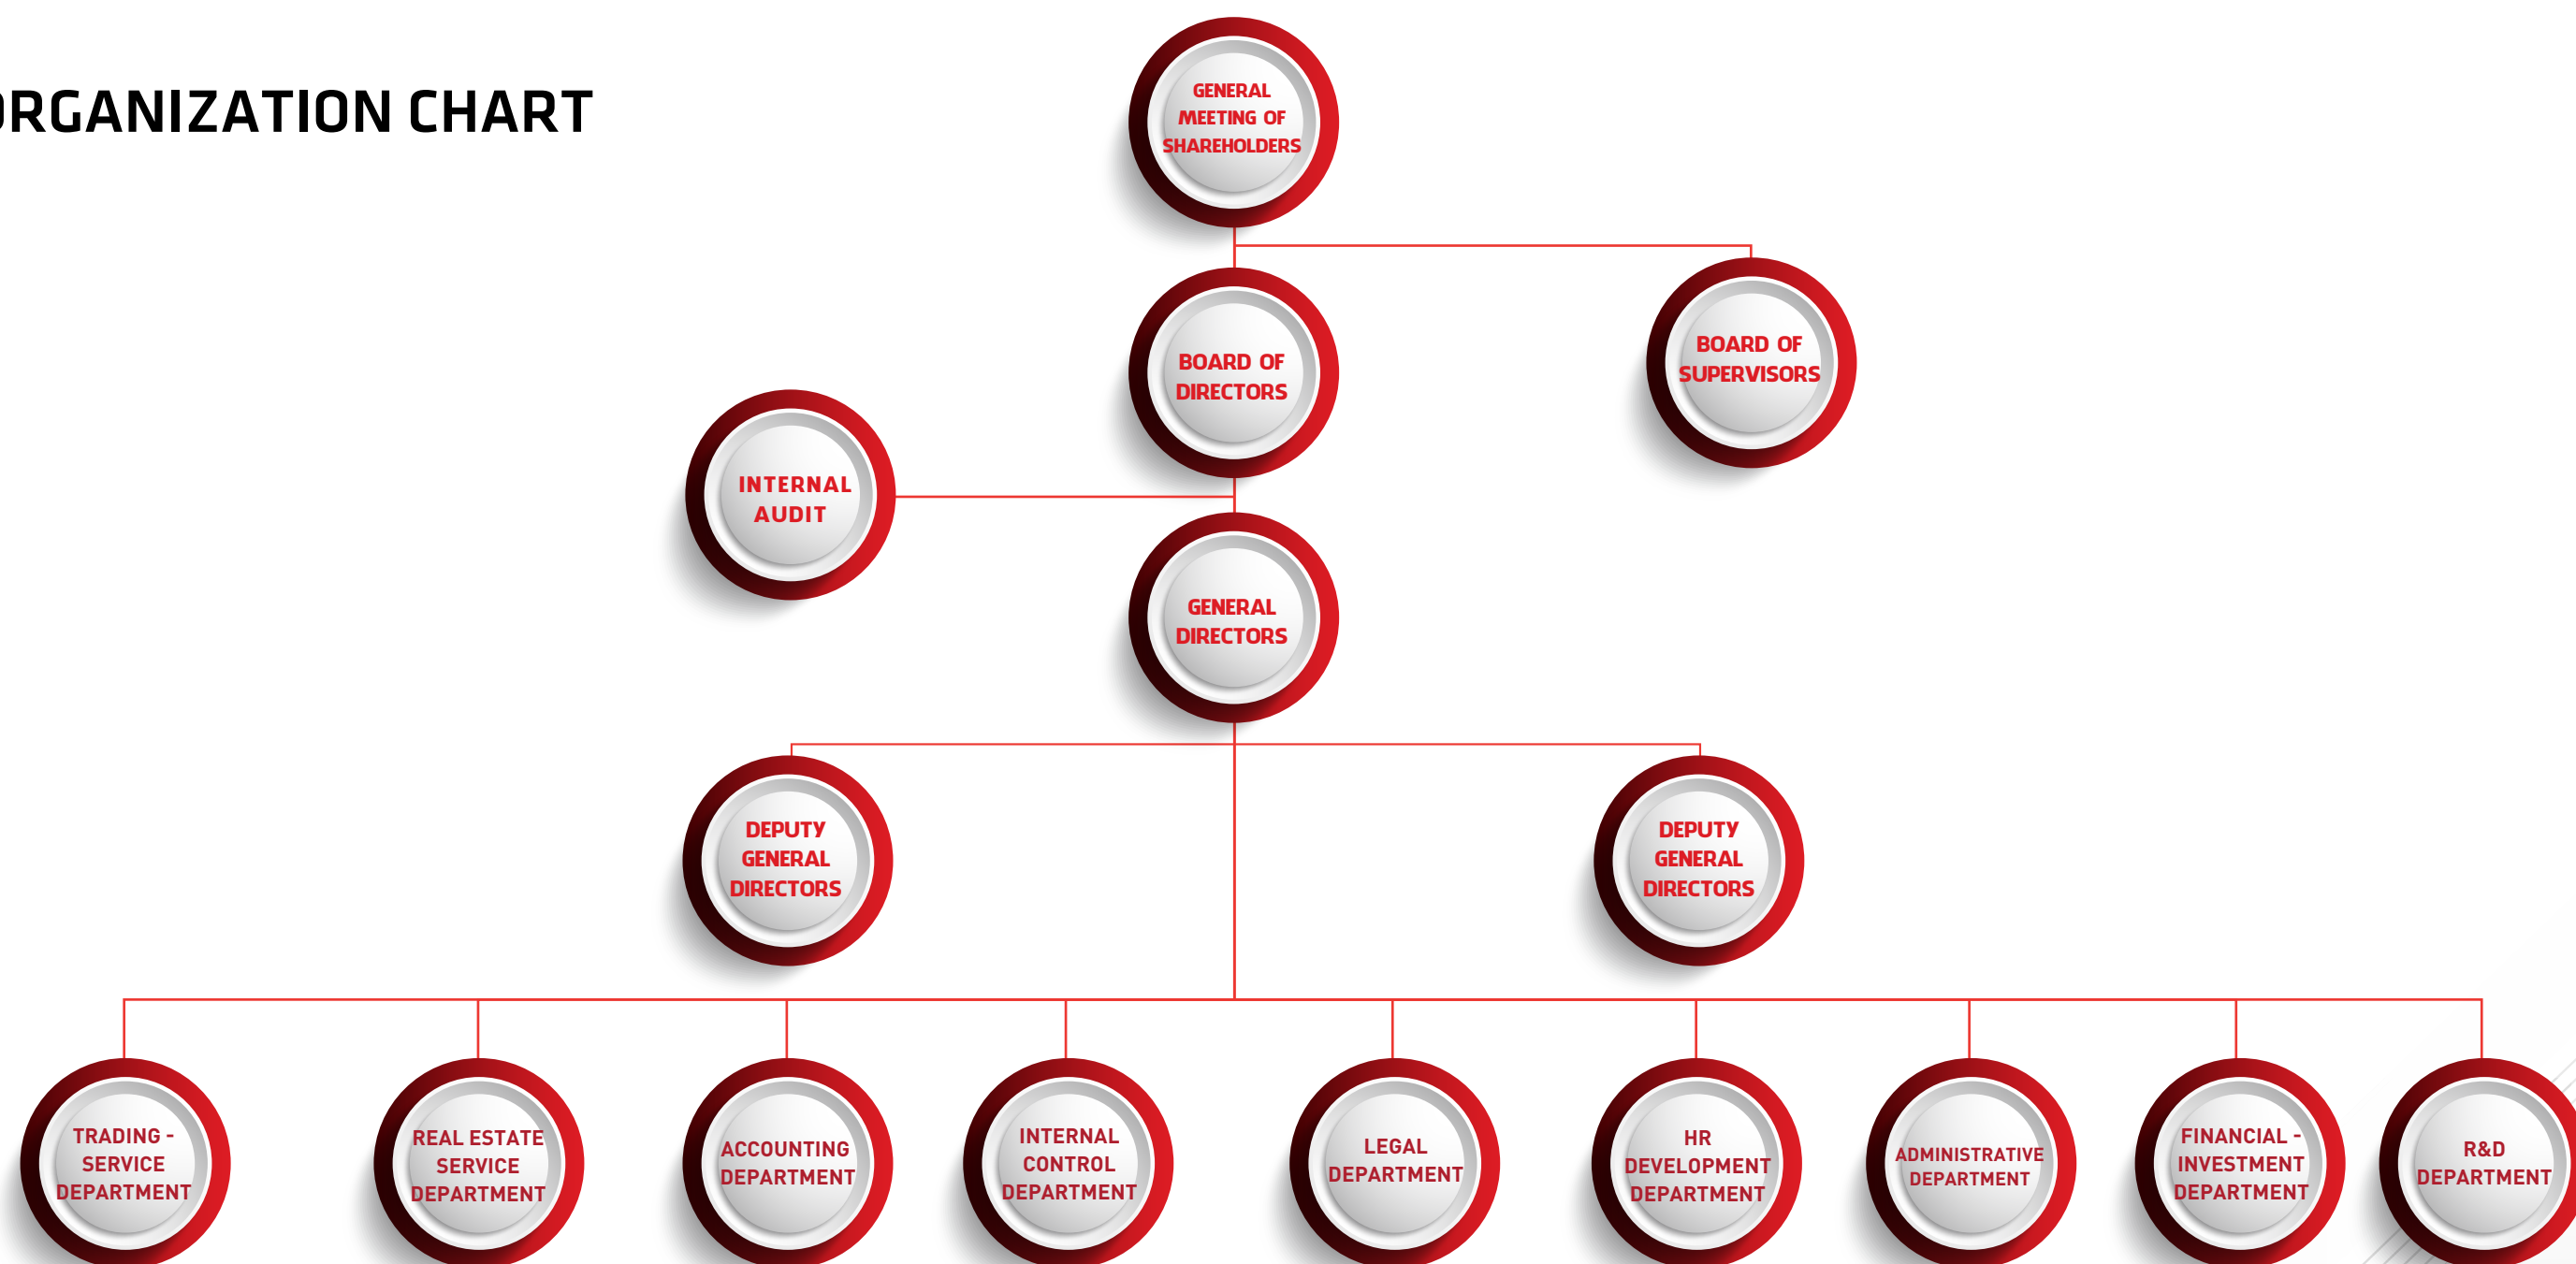 ORGANIZATION CHART
GENERAL
MEETING OF
SHAREHOLDERS
BOARD OF
DIRECTORS
BOARD OF
SUPERVISORS
INTERNAL
AUDIT
GENERAL
DIRECTORS
DEPUTY
GENERAL
DIRECTORS
DEPUTY
GENERAL
DIRECTORS
TRADING -
SERVICE
DEPARTMENT
REAL ESTATE
SERVICE
DEPARTMENT
ACCOUNTING
DEPARTMENT
INTERNAL
CONTROL
DEPARTMENT
LEGAL
DEPARTMENT
HR
DEVELOPMENT
DEPARTMENT
ADMINISTRATIVE
DEPARTMENT
FINANCIAL -
INVESTMENT
DEPARTMENT
R&D
DEPARTMENT